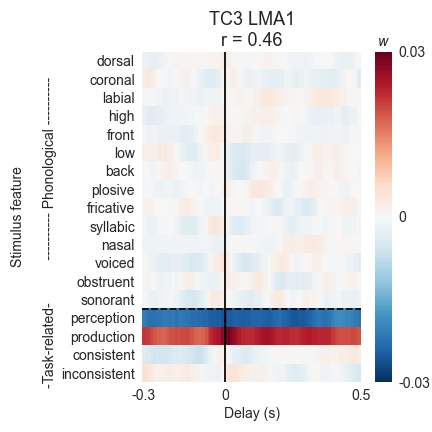 TC3 LMA1
r = 0.46
w
dorsal
coronal
labial
high
front
low
back
plosive
fricative
syllabic
nasal
voiced
obstruent
sonorant
perception
production
consistent
inconsistent
Stimulus feature
-Task-related- ----------- Phonological ----------
-0.3
0
0.5
Delay (s)
0.03
0
-0.03